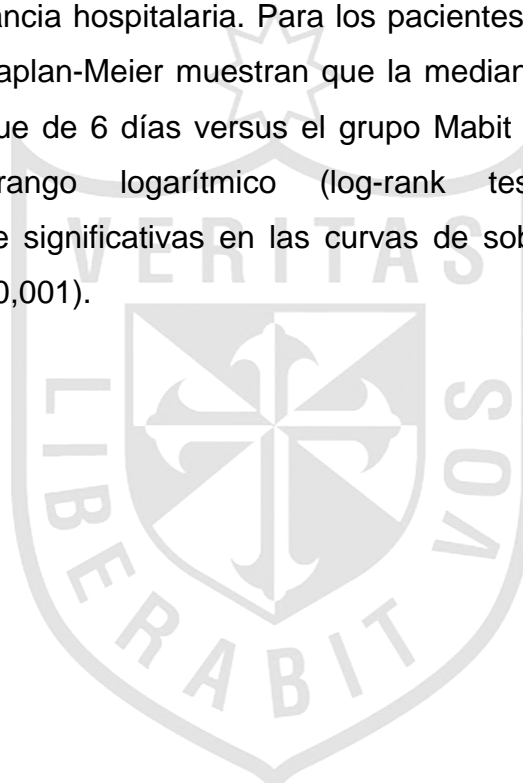 ancia hospitalaria. Para los pacientes
aplan-Meier muestran que la median
ue de 6 días versus el grupo Mabit
rango logarítmico (log-rank tes
e significativas en las curvas de sob
0,001).
VERITAS
LIBERABIT VOS